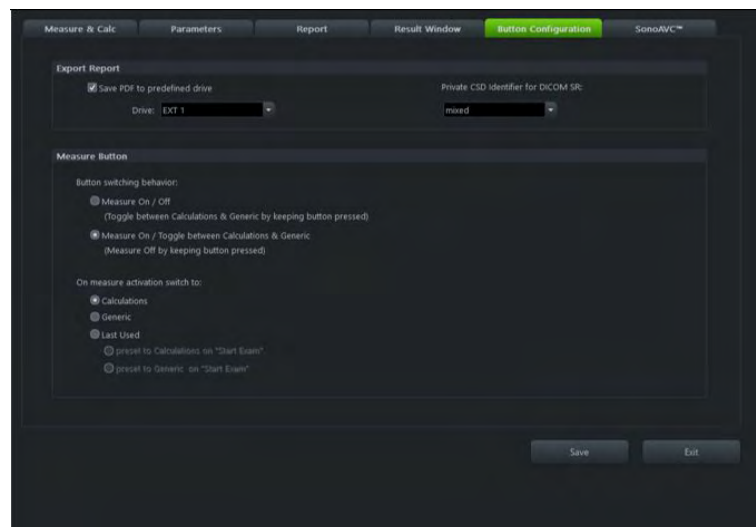 Measure & Calc Parameters Report Result Window Button Configuration SonoAVC™
Export Report
Save PDF to predefined drive Private CSD Identifier for DICOM SR:
Drive: EXT 1 mixed
Measure Button
Button switching behavior:
Measure On / Off
(Toggle between Calculations & Generic by keeping button pressed)
Measure On / Toggle between Calculations & Generic
(Measure Off by keeping button pressed)
On measure activation switch to:
Calculations
Generic
Last Used
preset to Calculations on "Start Exam"
preset to Generic on "Start Exam"
Save Exit